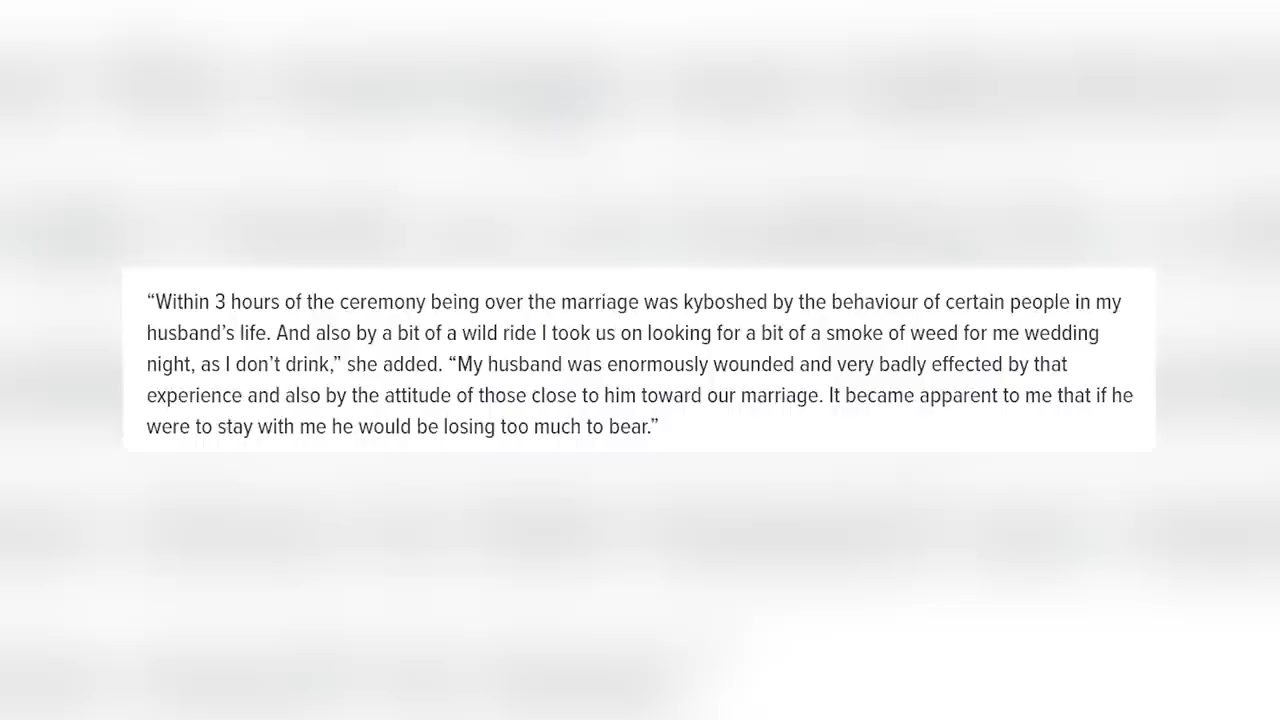 “Within 3 hours of the ceremony being over the marriage was kyboshed by the behaviour of certain people in my
husband’s life. And also by a bit of a wild ride I took us on looking for a bit of a smoke of weed for me wedding
night, as I don’t drink,” she added. “My husband was enormously wounded and very badly effected by that
experience and also by the attitude of those close to him toward our marriage. It became apparent to me that if he
were to stay with me he would be losing too much to bear.”